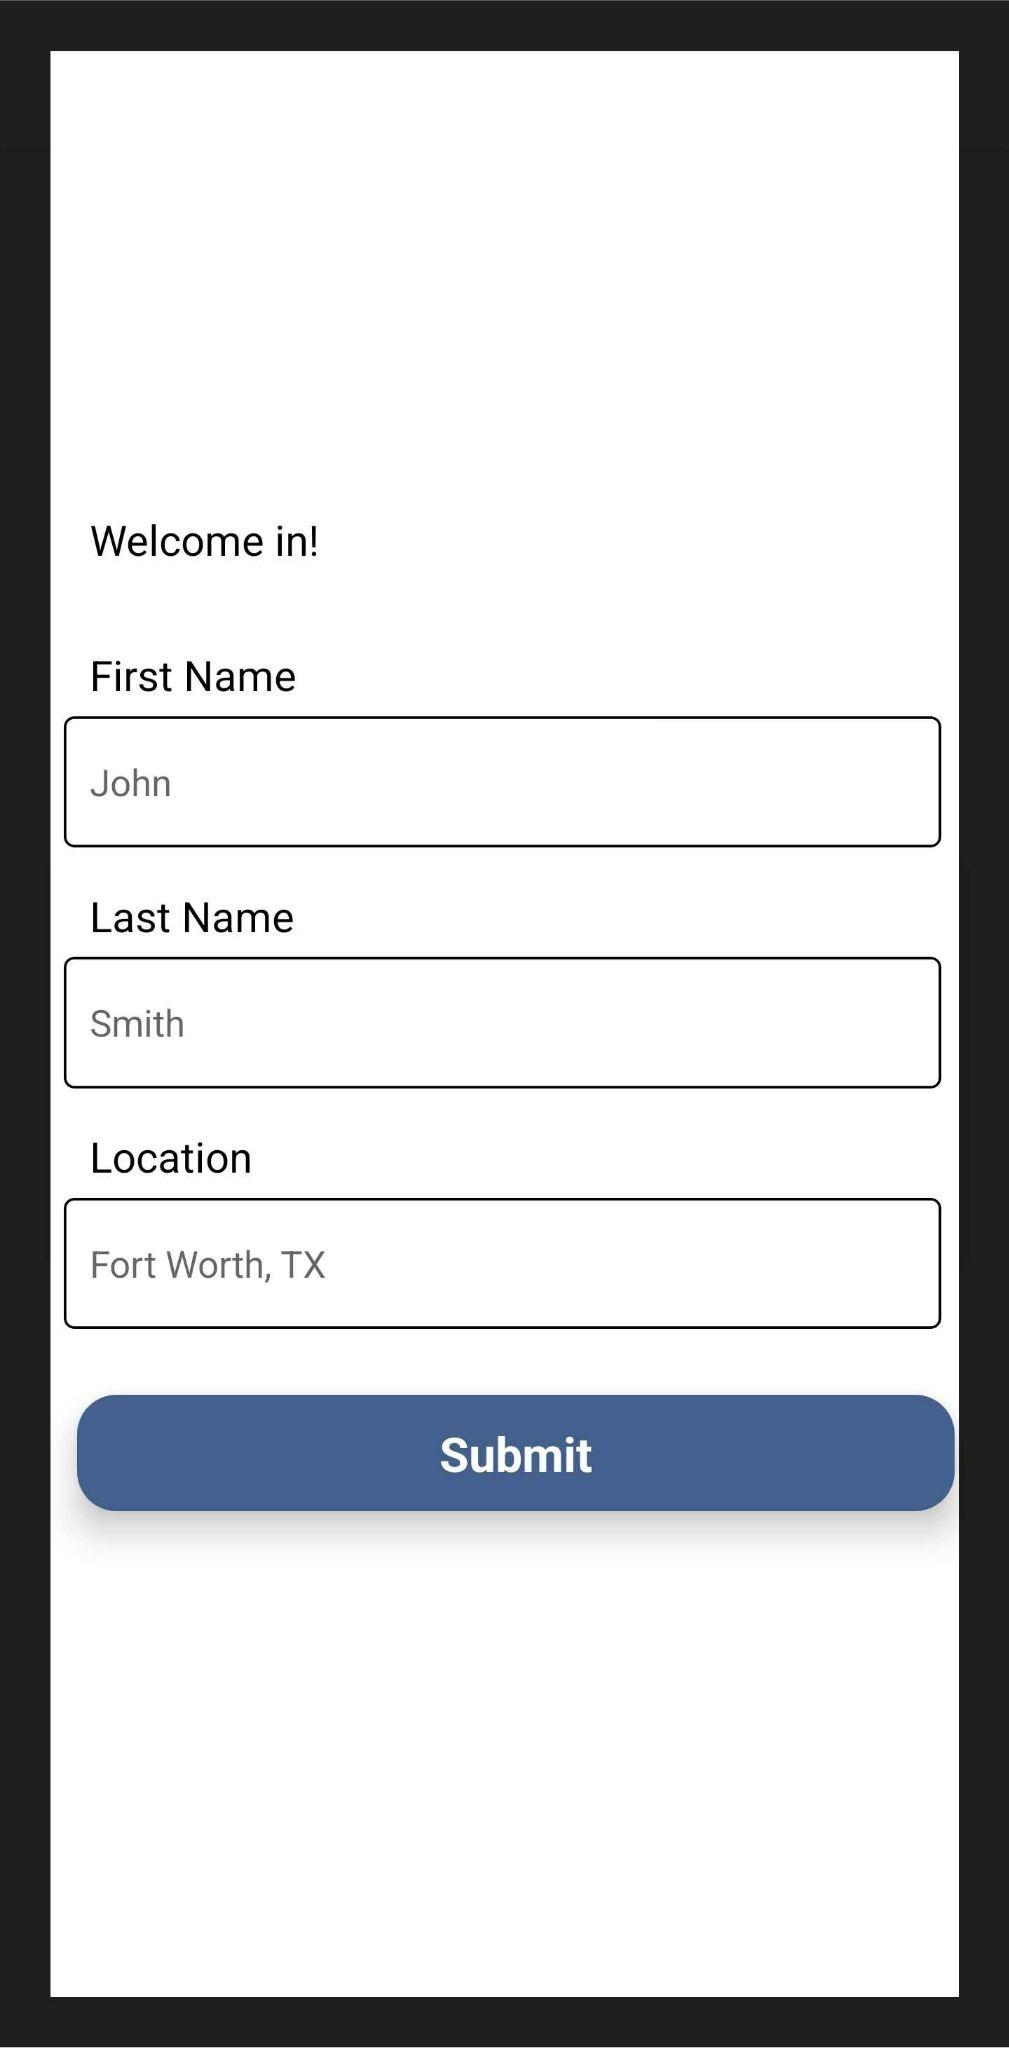 Welcome in!
First Name
John
Last Name
Smith
Location
Fort Worth, TX
Submit